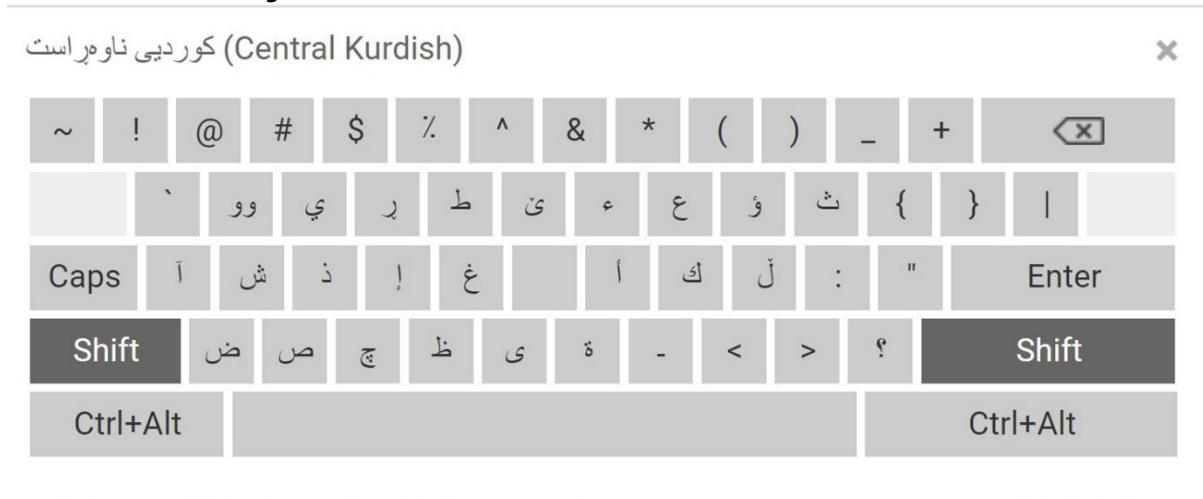 (Central Kurdish) کوردیی ناوەڕاست ×
~ ! @ # $ ٪ ^ & * ( ) _ +
` وو ي ڕ ط ێ ء ع ؤ ث { } |
Caps آ ش ذ إ غ أ ك ڵ : " Enter
Shift ض ص چ ظ ى ة ـ < > ؟ Shift
Ctrl+Alt Ctrl+Alt